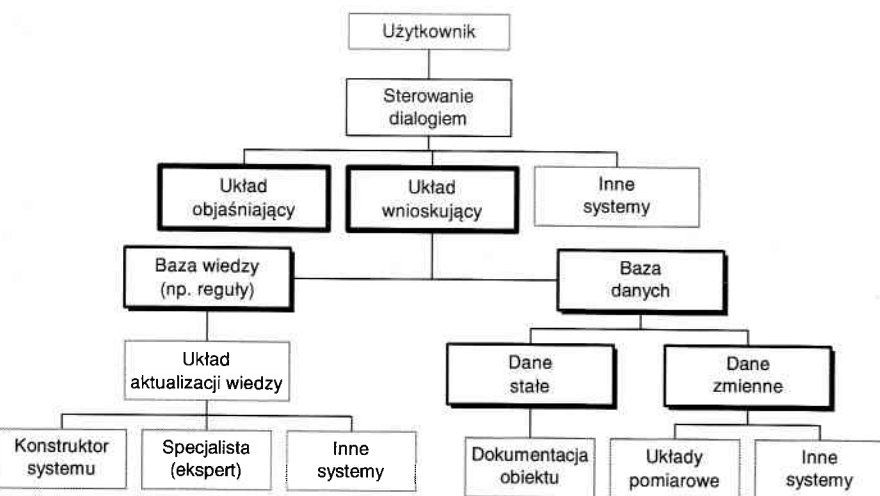 Użytkownik
Sterowanie
dialogiem
Układ
objaśniający
Układ
wnioskujący
Inne
systemy
Baza wiedzy
(np. reguły)
Baza
danych
Układ
aktualizacji wiedzy
Dane
stałe
Dane
zmienne
Konstruktor
systemu
Specjalista
(ekspert)
Inne
systemy
Dokumentacja
obiektu
Układy
pomiarowe
Inne
systemy